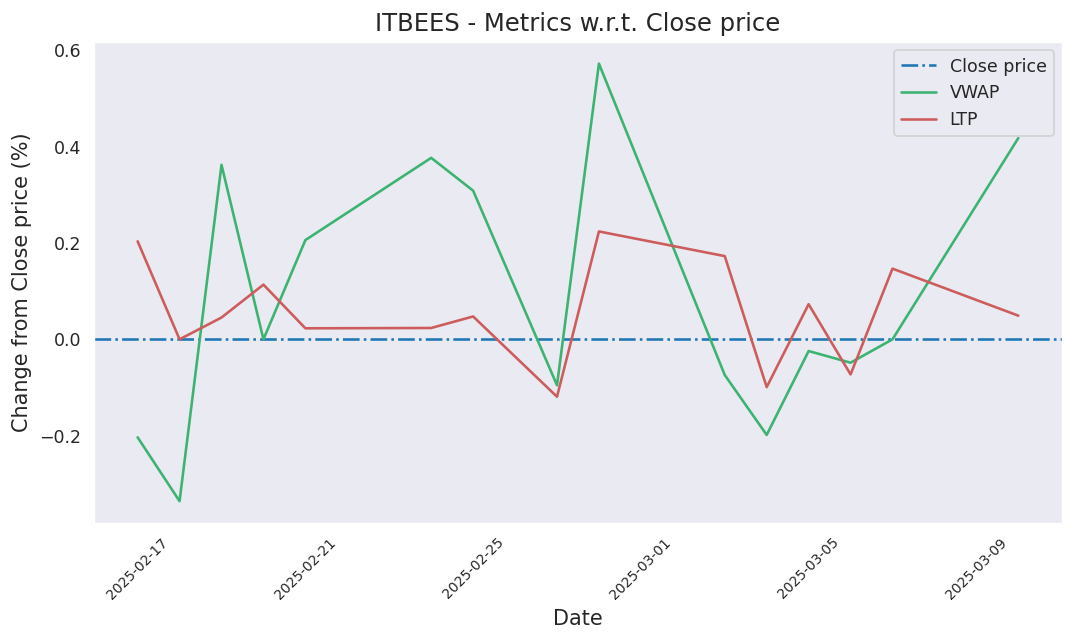 ITBEES - Metrics w.r.t. Close price
Change from Close price (%)
0.6
0.4
0.2
0.0
−0.2
Close price
VWAP
LTP
2025-02-17
2025-02-21
2025-02-25
2025-03-01
2025-03-05
2025-03-09
Date